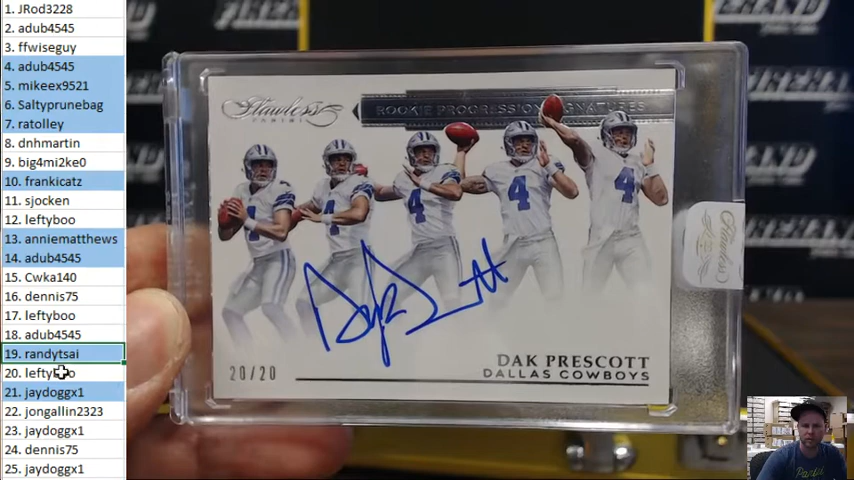 1. JRod3228
2. adub4545
3. ffwiseguy
4. adub4545
5. mikeex9521
6. Saltyprunebag
7. ratolley
8. dnhmartin
9. big4mi2ke0
10. frankicatz
11. sjocken
12. leftyboo
13. anniematthews
14. adub4545
15. Cwka140
16. dennis75
17. leftyboo
18. adub4545
19. randytsai
20. leftyboo
21. jaydoggx1
22. jongallin2323
23. jaydoggx1
24. dennis75
25. jaydoggx1
Flawless
PANINI
ROOKIE PROGRESSION SIGNATURES
4
4
4
4
4
20/20
DAK PRESCOTT
DALLAS COWBOYS
Flawless